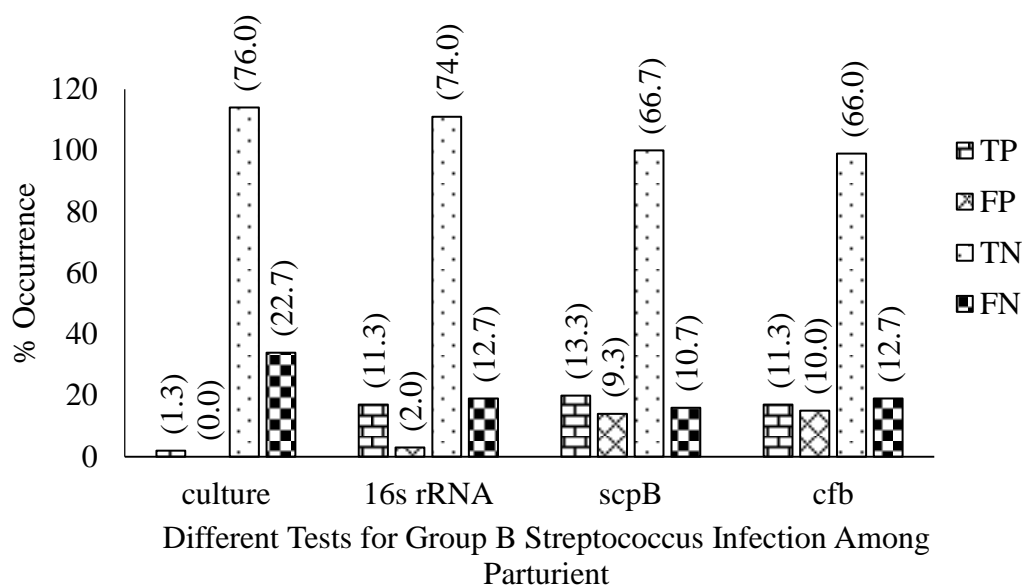 (76.0)
(74.0)
(66.7)
(66.0)
120
100
80
60
40
20
0
% Occurrence
(1.3)
(0.0)
(22.7)
(11.3)
(2.0)
(12.7)
(13.3)
(9.3)
(10.7)
(11.3)
(10.0)
(12.7)
TP
FP
TN
FN
culture 16s rRNA scpB cfb
Different Tests for Group B Streptococcus Infection Among
Parturient